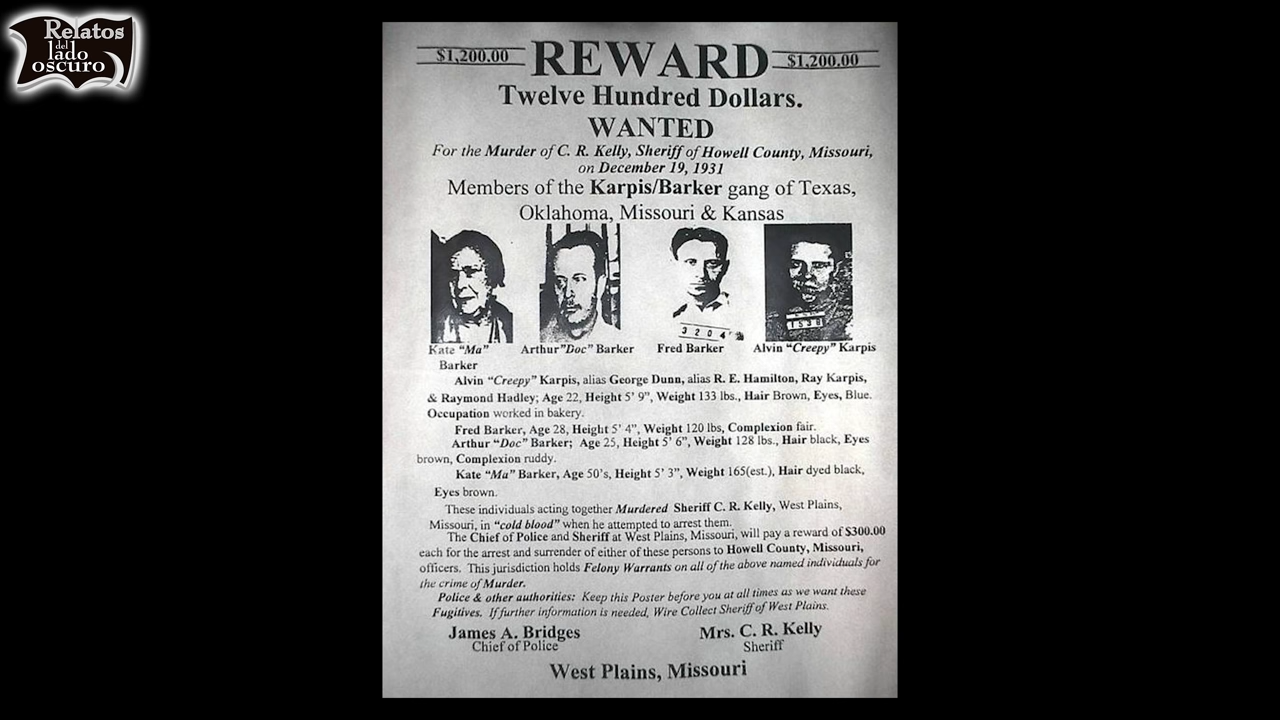 Relatos
del
lado
oscuro
$1,200.00 REWARD $1,200.00
Twelve Hundred Dollars.
WANTED
For the Murder of C. R. Kelly, Sheriff of Howell County, Missouri,
on December 19, 1931
Members of the Karpis/Barker gang of Texas,
Oklahoma, Missouri & Kansas
3 2 0 4
1 5 3 8
Kate "Ma" Barker
Arthur "Doc" Barker
Fred Barker
Alvin "Creepy" Karpis
Alvin "Creepy" Karpis, alias George Dunn, alias R. E. Hamilton, Ray Karpis,
& Raymond Hadley; Age 22, Height 5' 9", Weight 133 lbs., Hair Brown, Eyes, Blue.
Occupation worked in bakery.
Fred Barker, Age 28, Height 5' 4", Weight 120 lbs, Complexion fair.
Arthur "Doc" Barker; Age 25, Height 5' 6", Weight 128 lbs., Hair black, Eyes
brown, Complexion ruddy.
Kate "Ma" Barker, Age 50's, Height 5' 3", Weight 165(est.), Hair dyed black,
Eyes brown.
These individuals acting together Murdered Sheriff C. R. Kelly, West Plains,
Missouri, in "cold blood" when he attempted to arrest them.
The Chief of Police and Sheriff at West Plains, Missouri, will pay a reward of $300.00
each for the arrest and surrender of either of these persons to Howell County, Missouri,
officers. This jurisdiction holds Felony Warrants on all of the above named individuals for
the crime of Murder.
Police & other authorities: Keep this Poster before you at all times as we want these
Fugitives. If further information is needed, Wire Collect Sheriff of West Plains.
James A. Bridges
Chief of Police
Mrs. C. R. Kelly
Sheriff
West Plains, Missouri